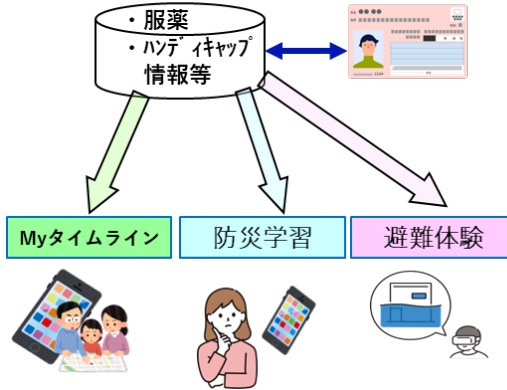 ・服薬
・ハンディキャップ
情報等
Myタイムライン
防災学習
避難体験